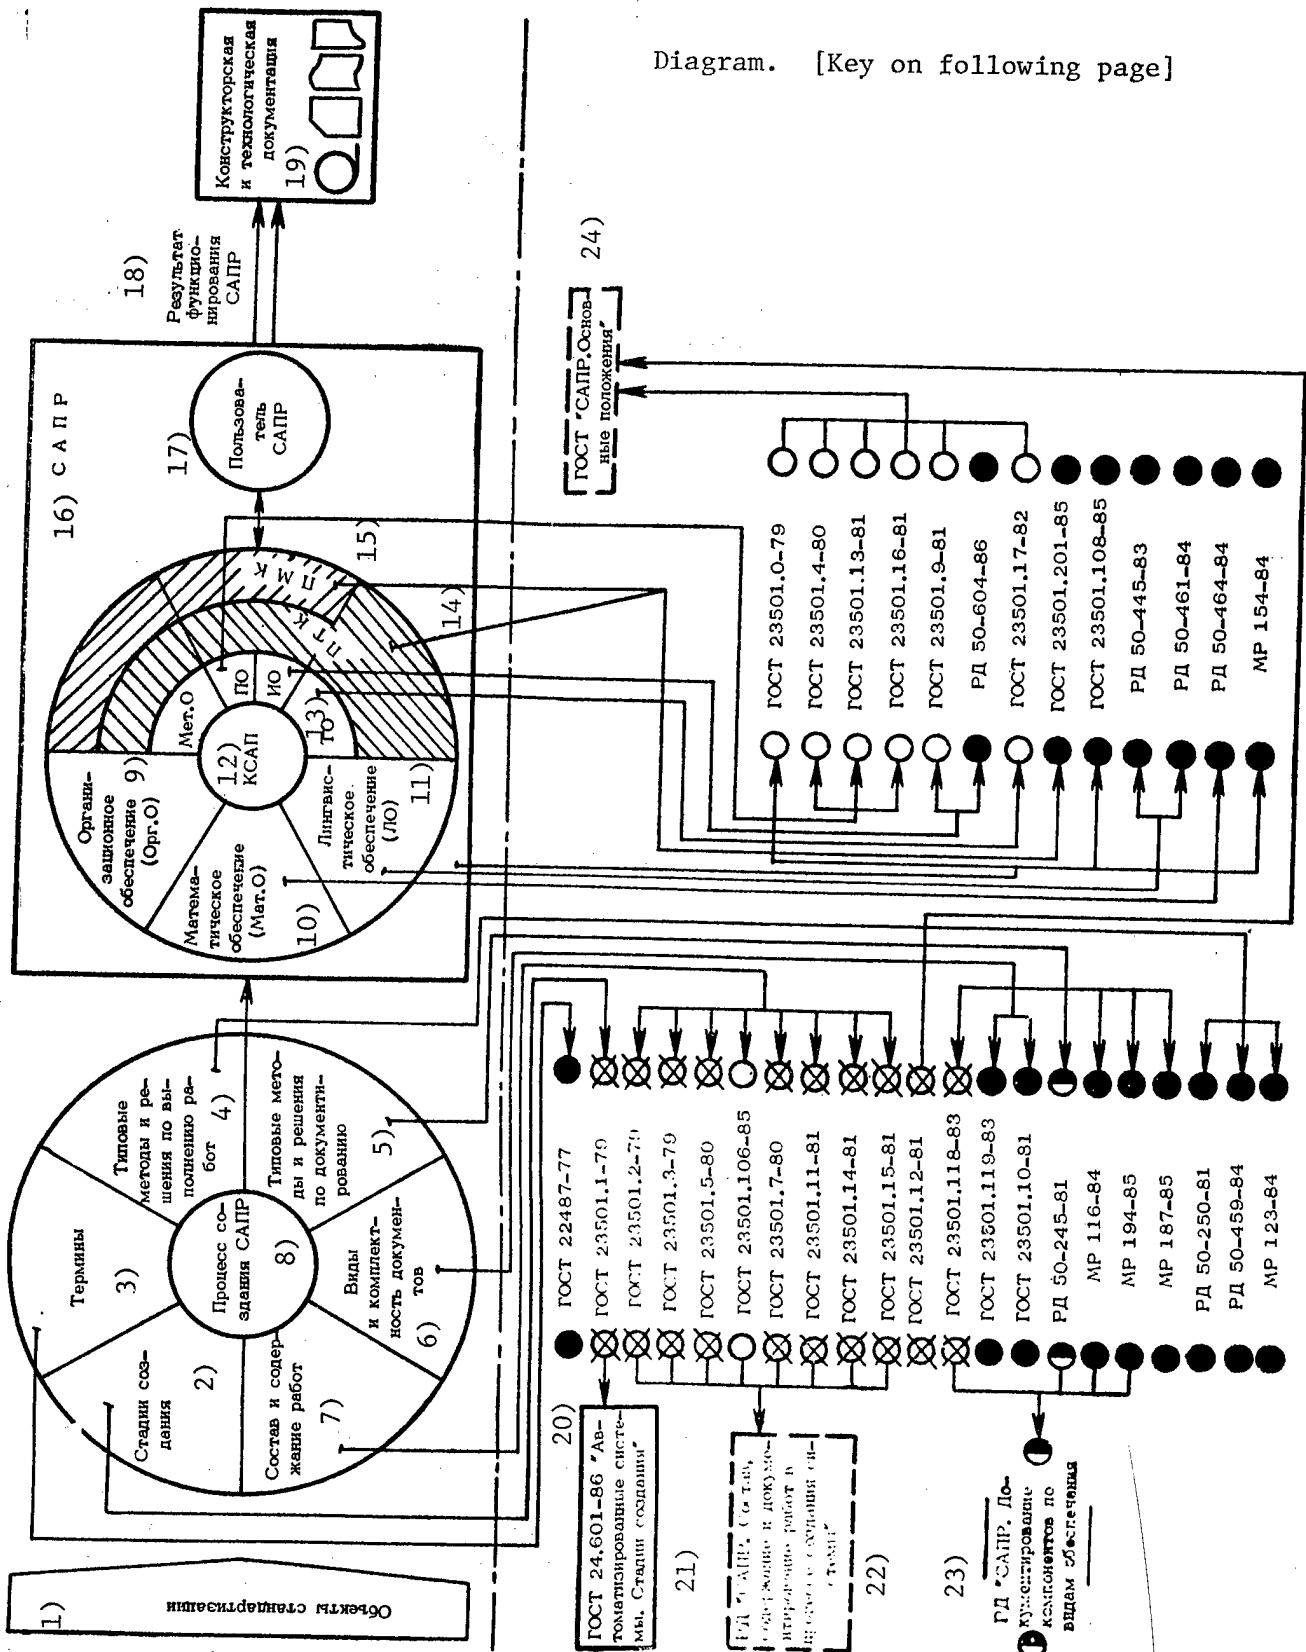 Diagram. [Key on following page]
1)
Объекты стандартизации
Термины
3)
Стадии соз-
дания
2)
Типовые
методы и ре-
шения по вы-
полнению ра-
бот 4)
Процесс со-
здания САПР
8)
Состав и содер-
жание работ
7)
Виды
и комплект-
ность докумен-
тов
6)
Типовые мето-
ды и решения
по документи-
рованию
5)
16) С А П Р
Органи-
зационное
обеспечение 9)
(Орг.О)
Матема-
тическое
обеспечение
(Мат.О)
10)
Лингвис-
тическое
обеспечение
(ЛО)
11)
12)
КСАП
Мет.О
ПО
ИО
13)
ТО
П Т К
П М К
14)
15)
17)
Пользова-
тель
САПР
18)
Результат
функцио-
нирования
САПР
Конструкторская
и технологическая
документация
19)
20)
ГОСТ 24.601-86 "Ав-
томатизированные систе-
мы. Стадии создания"
21)
22)
23)
РД "САПР. До-
кументирование
компонентов по
видам обеспечения
ГОСТ 22487-77
ГОСТ 23501.1-79
ГОСТ 23501.2-79
ГОСТ 23501.3-79
ГОСТ 23501.5-80
ГОСТ 23501.106-85
ГОСТ 23501.7-80
ГОСТ 23501.11-81
ГОСТ 23501.14-81
ГОСТ 23501.15-81
ГОСТ 23501.12-81
ГОСТ 23501.118-83
ГОСТ 23501.119-83
ГОСТ 23501.10-81
РД 50-245-81
МР 116-84
МР 194-85
МР 187-85
РД 50-250-81
РД 50-459-84
МР 123-84
ГОСТ "САПР.Основ-
ные положения"
24)
ГОСТ 23501.0-79
ГОСТ 23501.4-80
ГОСТ 23501.13-81
ГОСТ 23501.16-81
ГОСТ 23501.9-81
РД 50-604-86
ГОСТ 23501.17-82
ГОСТ 23501.201-85
ГОСТ 23501.108-85
РД 50-445-83
РД 50-461-84
РД 50-464-84
МР 154-84